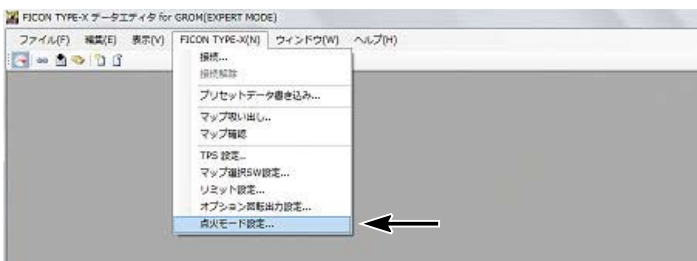 FICON TYPE-X データエディタ for GROM(EXPERT MODE)
ファイル(F) 編集(E) 表示(V) FICON TYPE-X(N) ウィンドウ(W) ヘルプ(H)
接続...
接続解除
プリセットデータ書き込み...
マップ吸い出し...
マップ確認
TPS 設定...
マップ選択SW設定...
リミット設定...
オプション回転出力設定...
点火モード設定...